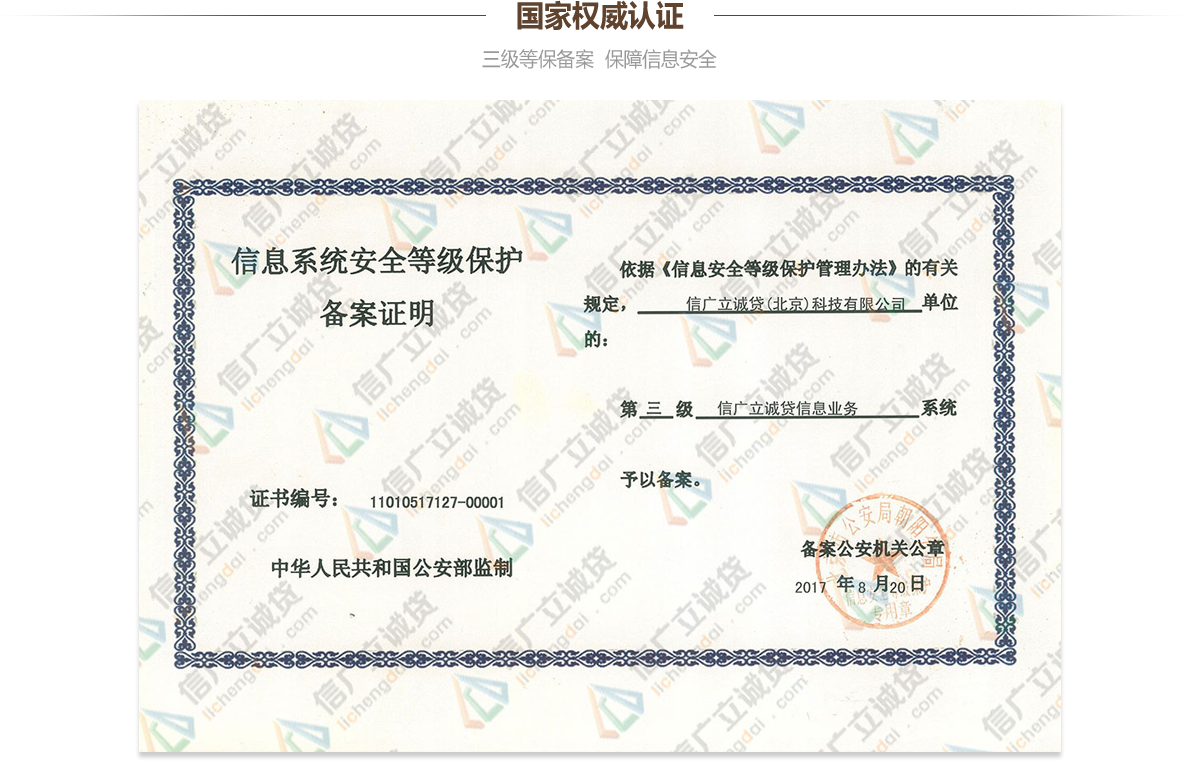 国家权威认证
三级等保备案 保障信息安全
信息系统安全等级保护
备案证明
证书编号： 11010517127-00001
中华人民共和国公安部监制
依据《信息安全等级保护管理办法》的有关
规定， 信广立诚贷(北京)科技有限公司 单位
的：
第 三 级 信广立诚贷信息业务 系统
予以备案。
备案公安机关公章
2017 年 8 月 20 日
公安局朝阳
专用章
信广立诚贷
lichengdai.com